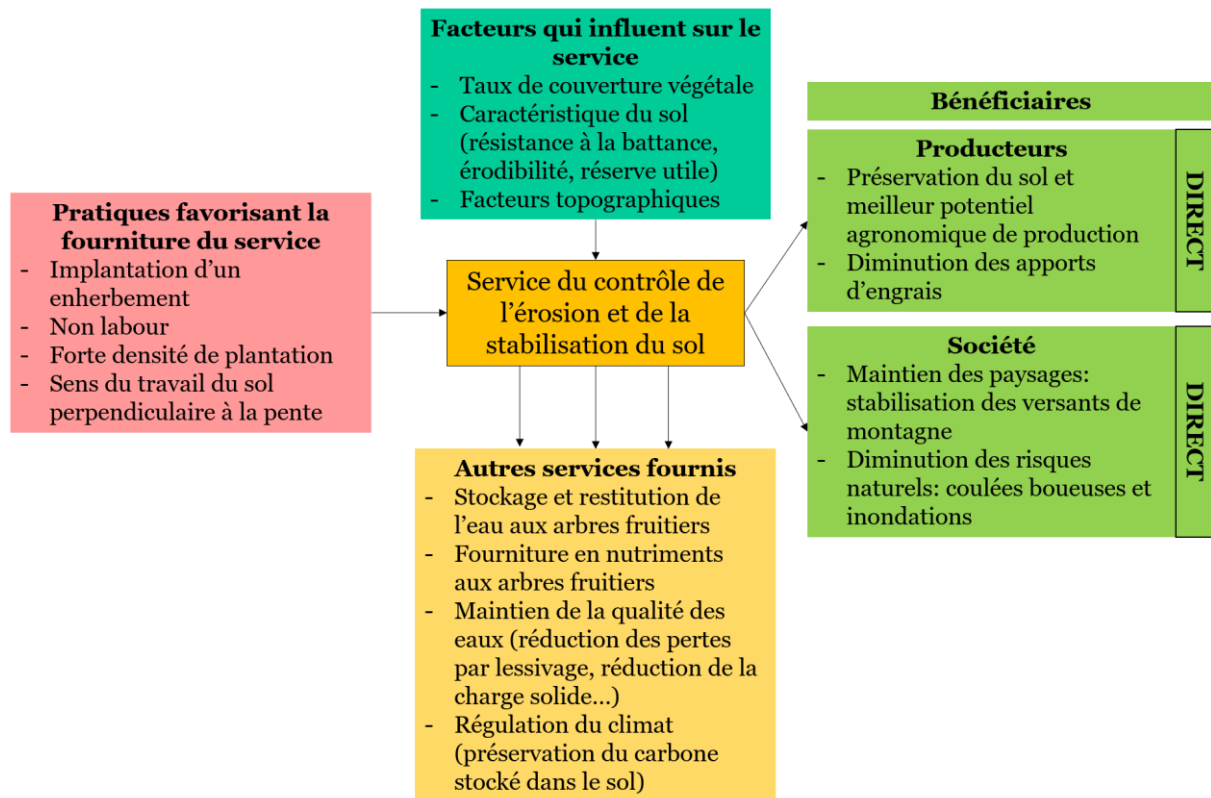 Facteurs qui influent sur le
service
- Taux de couverture végétale
- Caractéristique du sol
(résistance à la battance,
érodibilité, réserve utile)
- Facteurs topographiques
Pratiques favorisant la
fourniture du service
- Implantation d'un
enherbement
- Non labour
- Forte densité de plantation
- Sens du travail du sol
perpendiculaire à la pente
Service du contrôle de
l'érosion et de la
stabilisation du sol
Bénéficiaires
Producteurs
- Préservation du sol et
meilleur potentiel
agronomique de production
- Diminution des apports
d'engrais
DIRECT
Société
- Maintien des paysages:
stabilisation des versants de
montagne
- Diminution des risques
naturels: coulées boueuses et
inondations
DIRECT
Autres services fournis
- Stockage et restitution de
l'eau aux arbres fruitiers
- Fourniture en nutriments
aux arbres fruitiers
- Maintien de la qualité des
eaux (réduction des pertes
par lessivage, réduction de la
charge solide...)
- Régulation du climat
(préservation du carbone
stocké dans le sol)